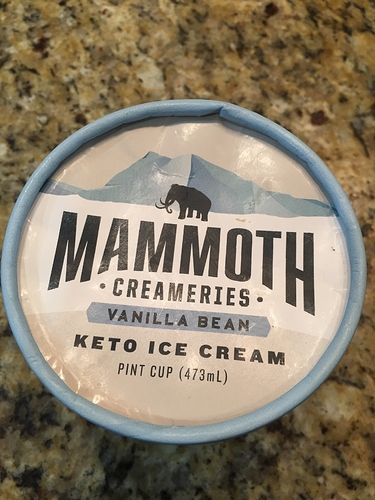 MAMMOTH
• CREAMERIES •
VANILLA BEAN
KETO ICE CREAM
PINT CUP (473mL)